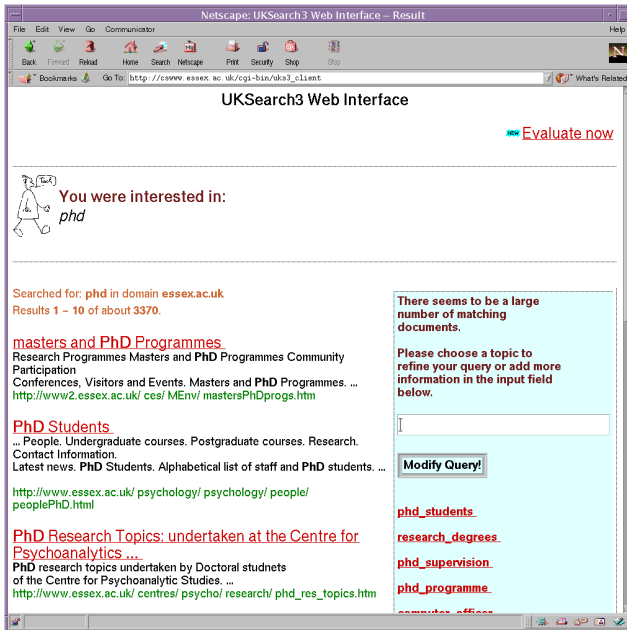 Netscape: UKSearch3 Web Interface – Result
File Edit View Go Communicator Help
Back Forward Reload Home Search Netscape Print Security Shop Stop
N
Bookmarks Go To: http://cswww.essex.ac.uk/cgi-bin/uks3_client What's Related
UKSearch3 Web Interface
NEW Evaluate now
You were interested in:
phd
Searched for: phd in domain essex.ac.uk
Results 1 – 10 of about 3370.
masters and PhD Programmes
Research Programmes Masters and PhD Programmes Community
Participation
Conferences, Visitors and Events. Masters and PhD Programmes. ...
http://www2.essex.ac.uk/ ces/ MEnv/ mastersPhDprogs.htm
PhD Students
... People. Undergraduate courses. Postgraduate courses. Research.
Contact Information.
Latest news. PhD Students. Alphabetical list of staff and PhD students. ...
http://www.essex.ac.uk/ psychology/ psychology/ people/
peoplePhD.html
PhD Research Topics: undertaken at the Centre for
Psychoanalytics ...
PhD research topics undertaken by Doctoral studnets
of the Centre for Psychoanalytic Studies. ...
http://www.essex.ac.uk/ centres/ psycho/ research/ phd_res_topics.htm
There seems to be a large
number of matching
documents.
Please choose a topic to
refine your query or add more
information in the input field
below.
Modify Query!
phd_students
research_degrees
phd_supervision
phd_programme
computer_officer